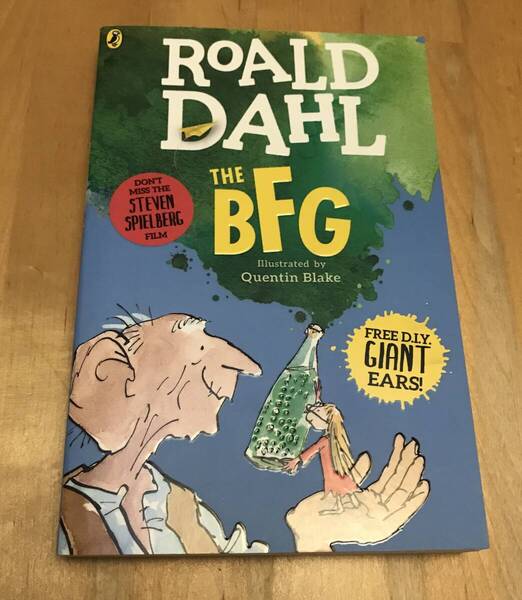 ROALD
DAHL
THE
BFG
DON'T
MISS THE
STEVEN
SPIELBERG
FILM
Illustrated by
Quentin Blake
FREE D.I.Y.
GIANT
EARS!